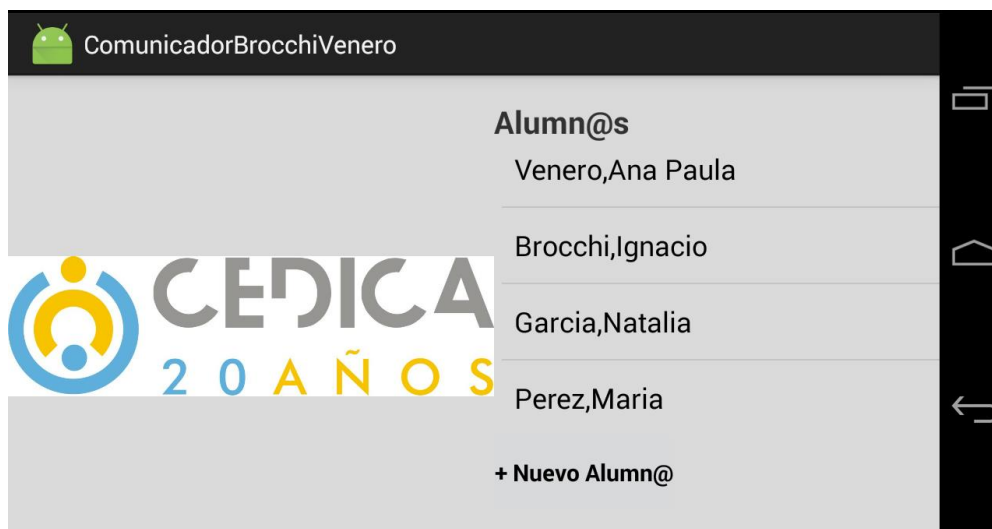 ComunicadorBrocchiVenero
CEDICA
20 AÑOS
Alumn@s
Venero,Ana Paula
Brocchi,Ignacio
Garcia,Natalia
Perez,Maria
+ Nuevo Alumn@